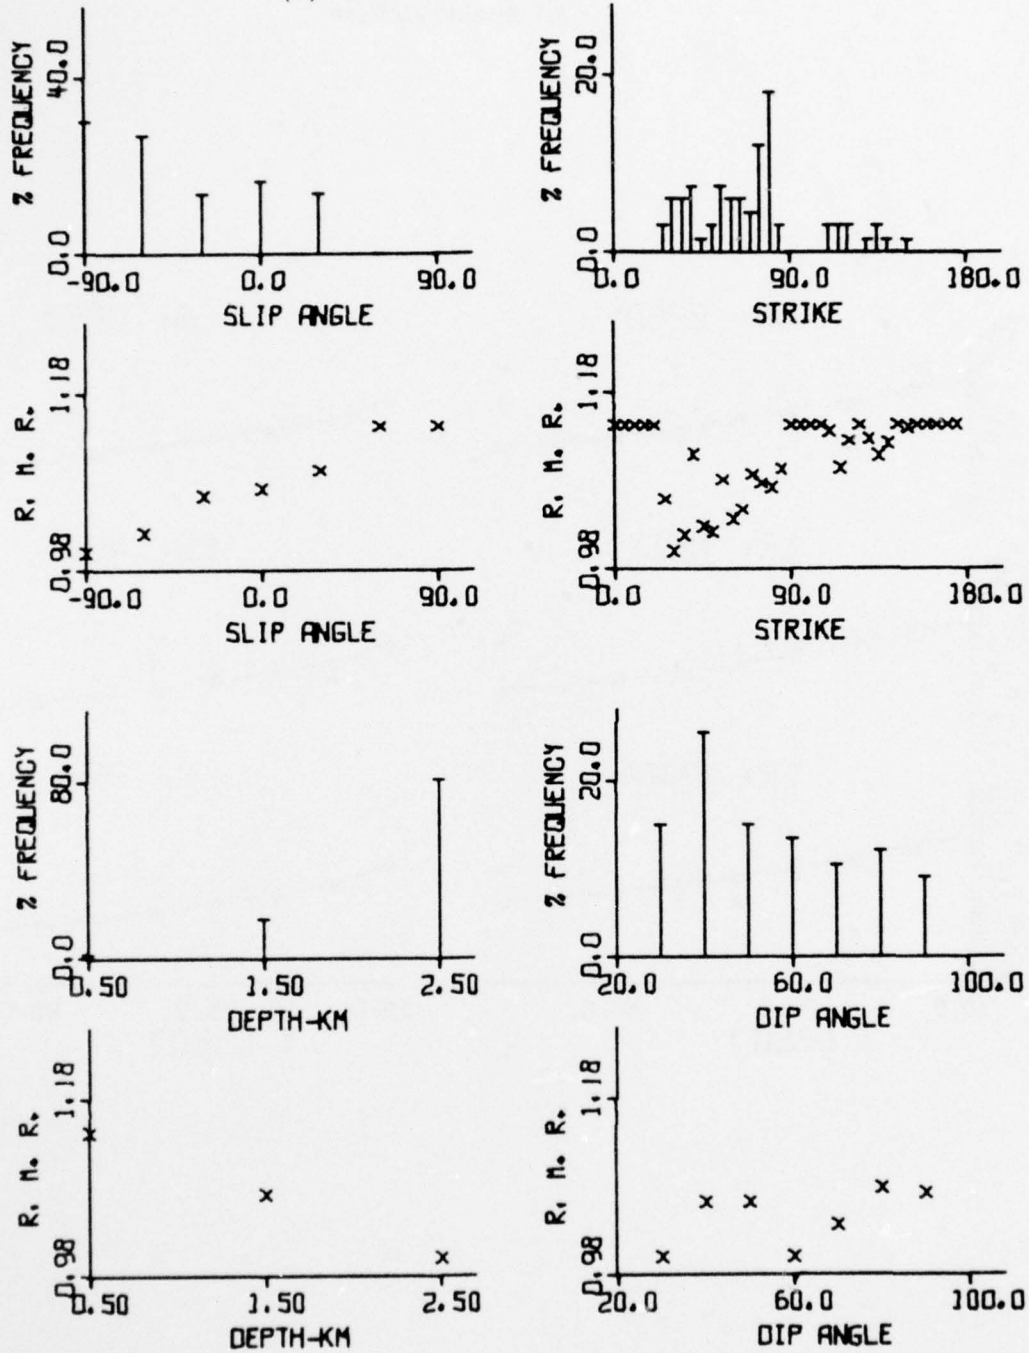 % FREQUENCY
40.0
0.0
-90.0 0.0 90.0
SLIP ANGLE
% FREQUENCY
20.0
0.0
0.0 90.0 180.0
STRIKE
R. M. R.
1.18
0.98
-90.0 0.0 90.0
SLIP ANGLE
R. M. R.
1.18
0.98
0.0 90.0 180.0
STRIKE
% FREQUENCY
80.0
0.0
0.50 1.50 2.50
DEPTH-KM
% FREQUENCY
20.0
0.0
20.0 60.0 100.0
DIP ANGLE
R. M. R.
1.18
0.98
0.50 1.50 2.50
DEPTH-KM
R. M. R.
1.18
0.98
20.0 60.0 100.0
DIP ANGLE